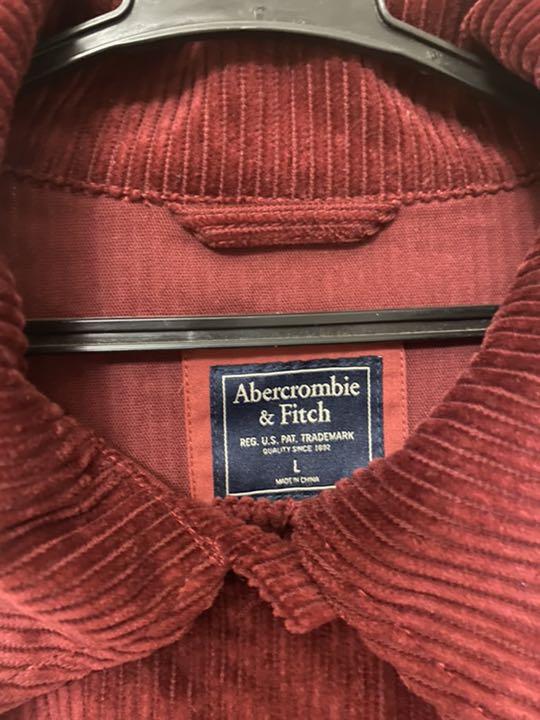 Abercrombie
& Fitch
REG. U.S. PAT. TRADEMARK
QUALITY SINCE 1892
L
MADE IN CHINA